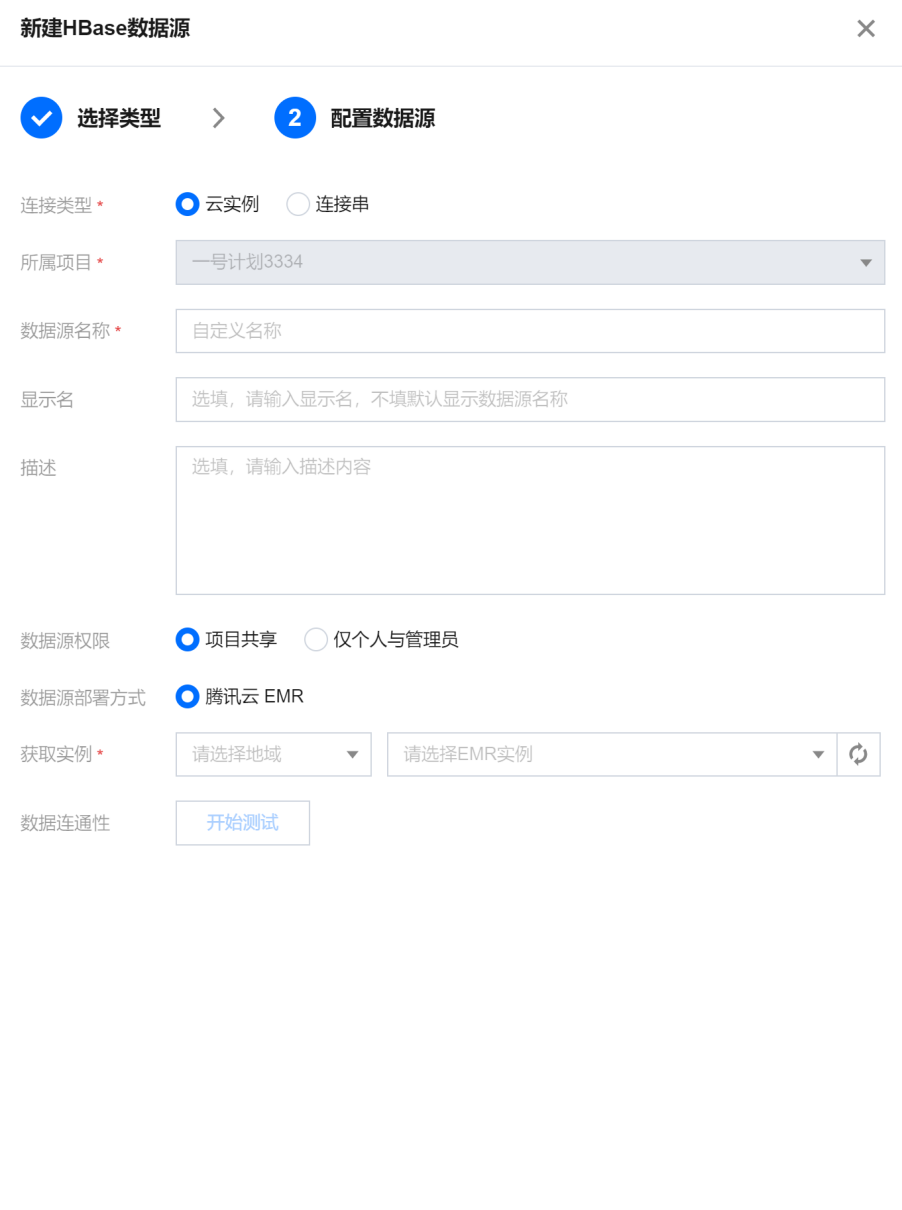 新建HBase数据源
选择类型 2 配置数据源
连接类型 * 云实例 连接串
所属项目 * 一号计划3334
数据源名称 * 自定义名称
显示名 选填，请输入显示名，不填默认显示数据源名称
描述 选填，请输入描述内容
数据源权限 项目共享 仅个人与管理员
数据源部署方式 腾讯云 EMR
获取实例 * 请选择地域 请选择EMR实例
数据连通性 开始测试